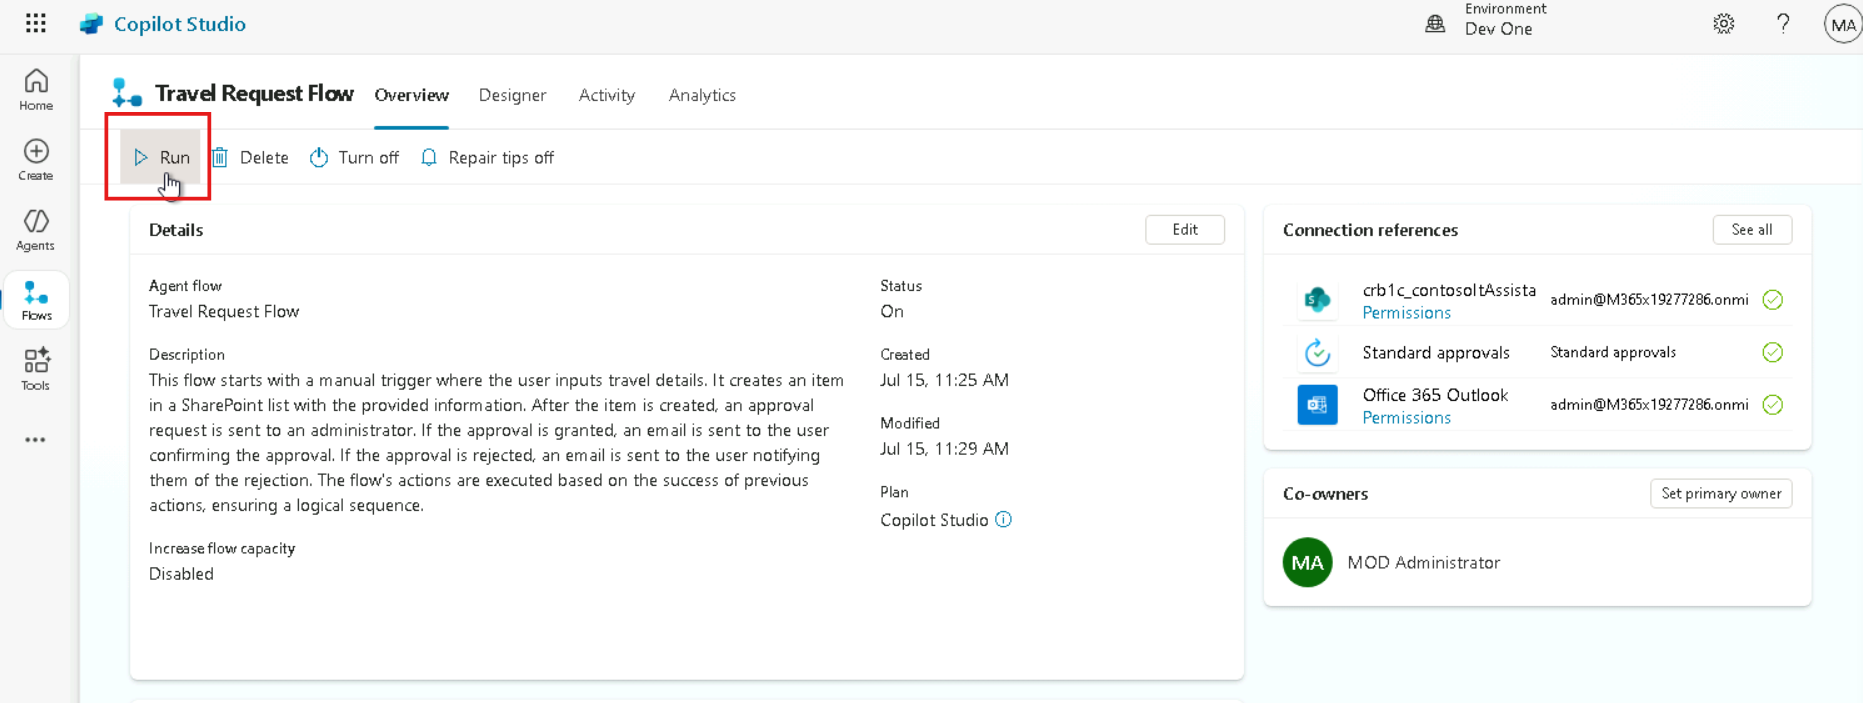 Copilot Studio
Environment
Dev One
MA
Home
Create
Agents
Flows
Tools
Travel Request Flow
Overview
Designer
Activity
Analytics
Run
Delete
Turn off
Repair tips off
Details
Edit
Agent flow
Travel Request Flow
Description
This flow starts with a manual trigger where the user inputs travel details. It creates an item
in a SharePoint list with the provided information. After the item is created, an approval
request is sent to an administrator. If the approval is granted, an email is sent to the user
confirming the approval. If the approval is rejected, an email is sent to the user notifying
them of the rejection. The flow's actions are executed based on the success of previous
actions, ensuring a logical sequence.
Increase flow capacity
Disabled
Status
On
Created
Jul 15, 11:25 AM
Modified
Jul 15, 11:29 AM
Plan
Copilot Studio
Connection references
See all
crb1c_contosoItAssista
Permissions
admin@M365x19277286.onmi
Standard approvals
Standard approvals
Office 365 Outlook
Permissions
admin@M365x19277286.onmi
Co-owners
Set primary owner
MA
MOD Administrator